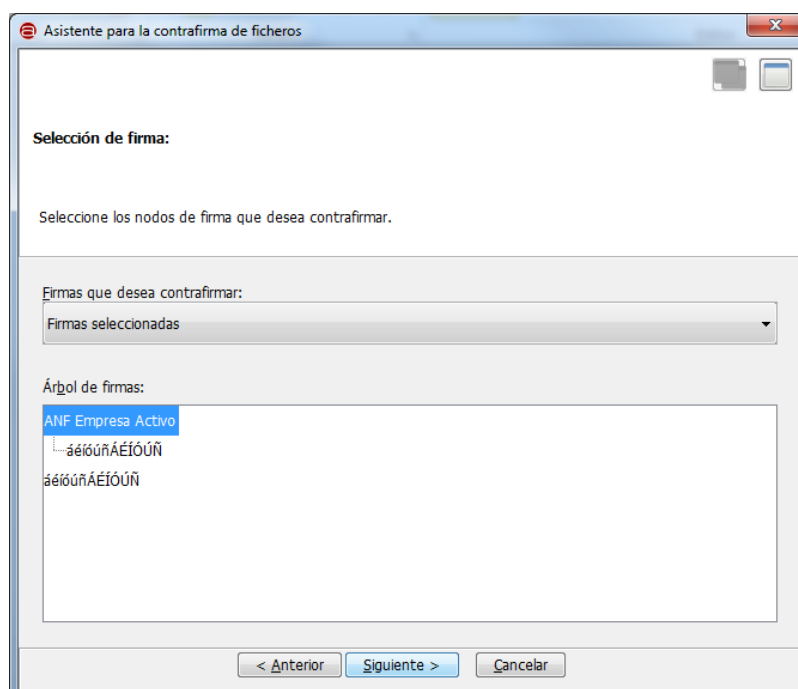 Asistente para la contrafirma de ficheros
Selección de firma:
Seleccione los nodos de firma que desea contrafirmar.
Firmas que desea contrafirmar:
Firmas seleccionadas
Árbol de firmas:
ANF Empresa Activo
áéíóúñÁÉÍÓÚÑ
áéíóúñÁÉÍÓÚÑ
< Anterior Siguiente > Cancelar